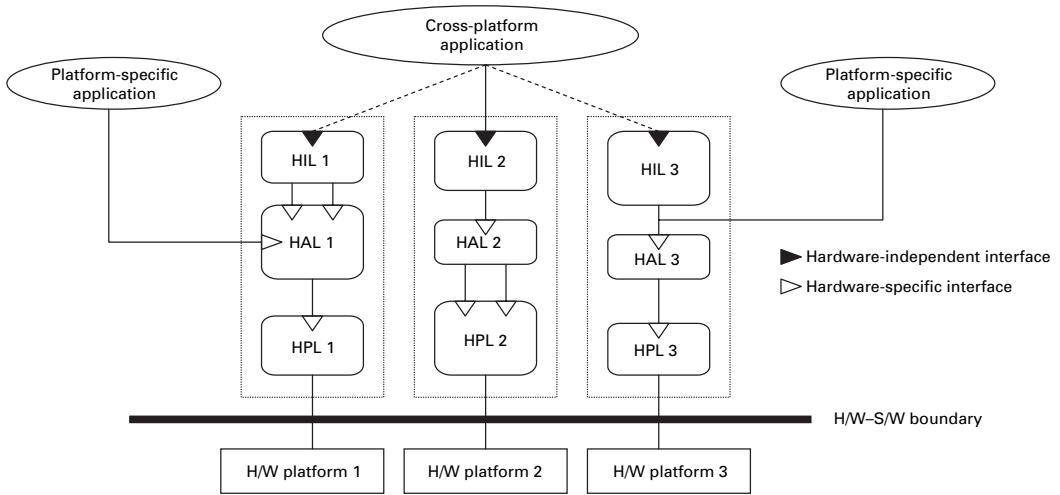 Cross-platform
application
Platform-specific
application
Platform-specific
application
HIL 1
HIL 2
HIL 3
HAL 1
HAL 2
HAL 3
Hardware-independent interface
Hardware-specific interface
HPL 1
HPL 2
HPL 3
H/W–S/W boundary
H/W platform 1
H/W platform 2
H/W platform 3